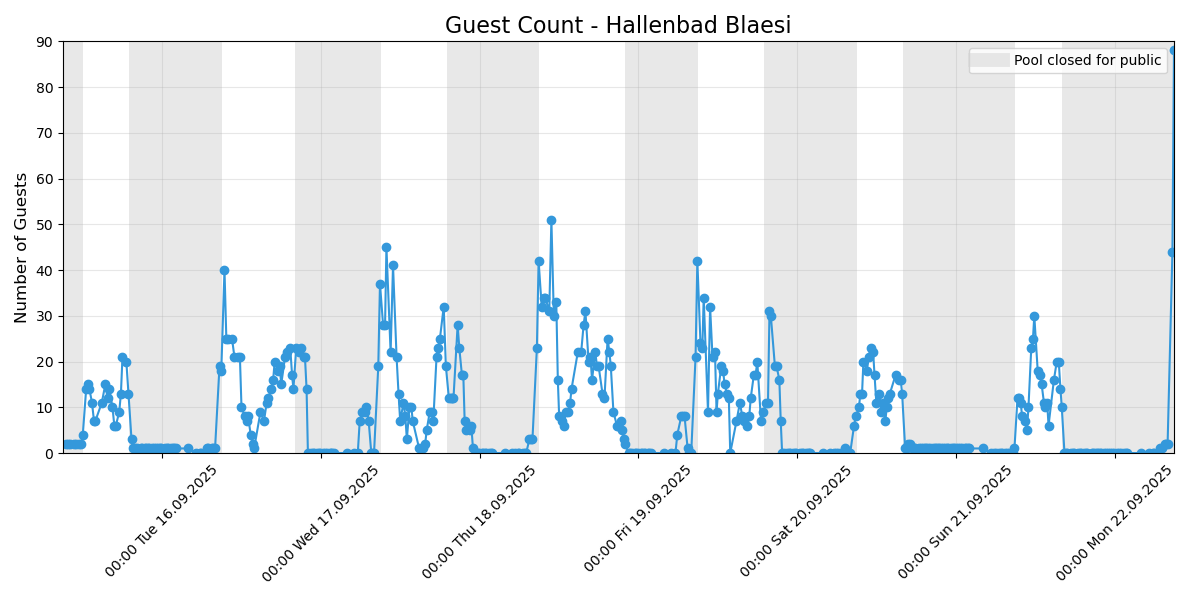 Guest Count - Hallenbad Blaesi
Pool closed for public
Number of Guests
90
80
70
60
50
40
30
20
10
0
00:00 Tue 16.09.2025
00:00 Wed 17.09.2025
00:00 Thu 18.09.2025
00:00 Fri 19.09.2025
00:00 Sat 20.09.2025
00:00 Sun 21.09.2025
00:00 Mon 22.09.2025